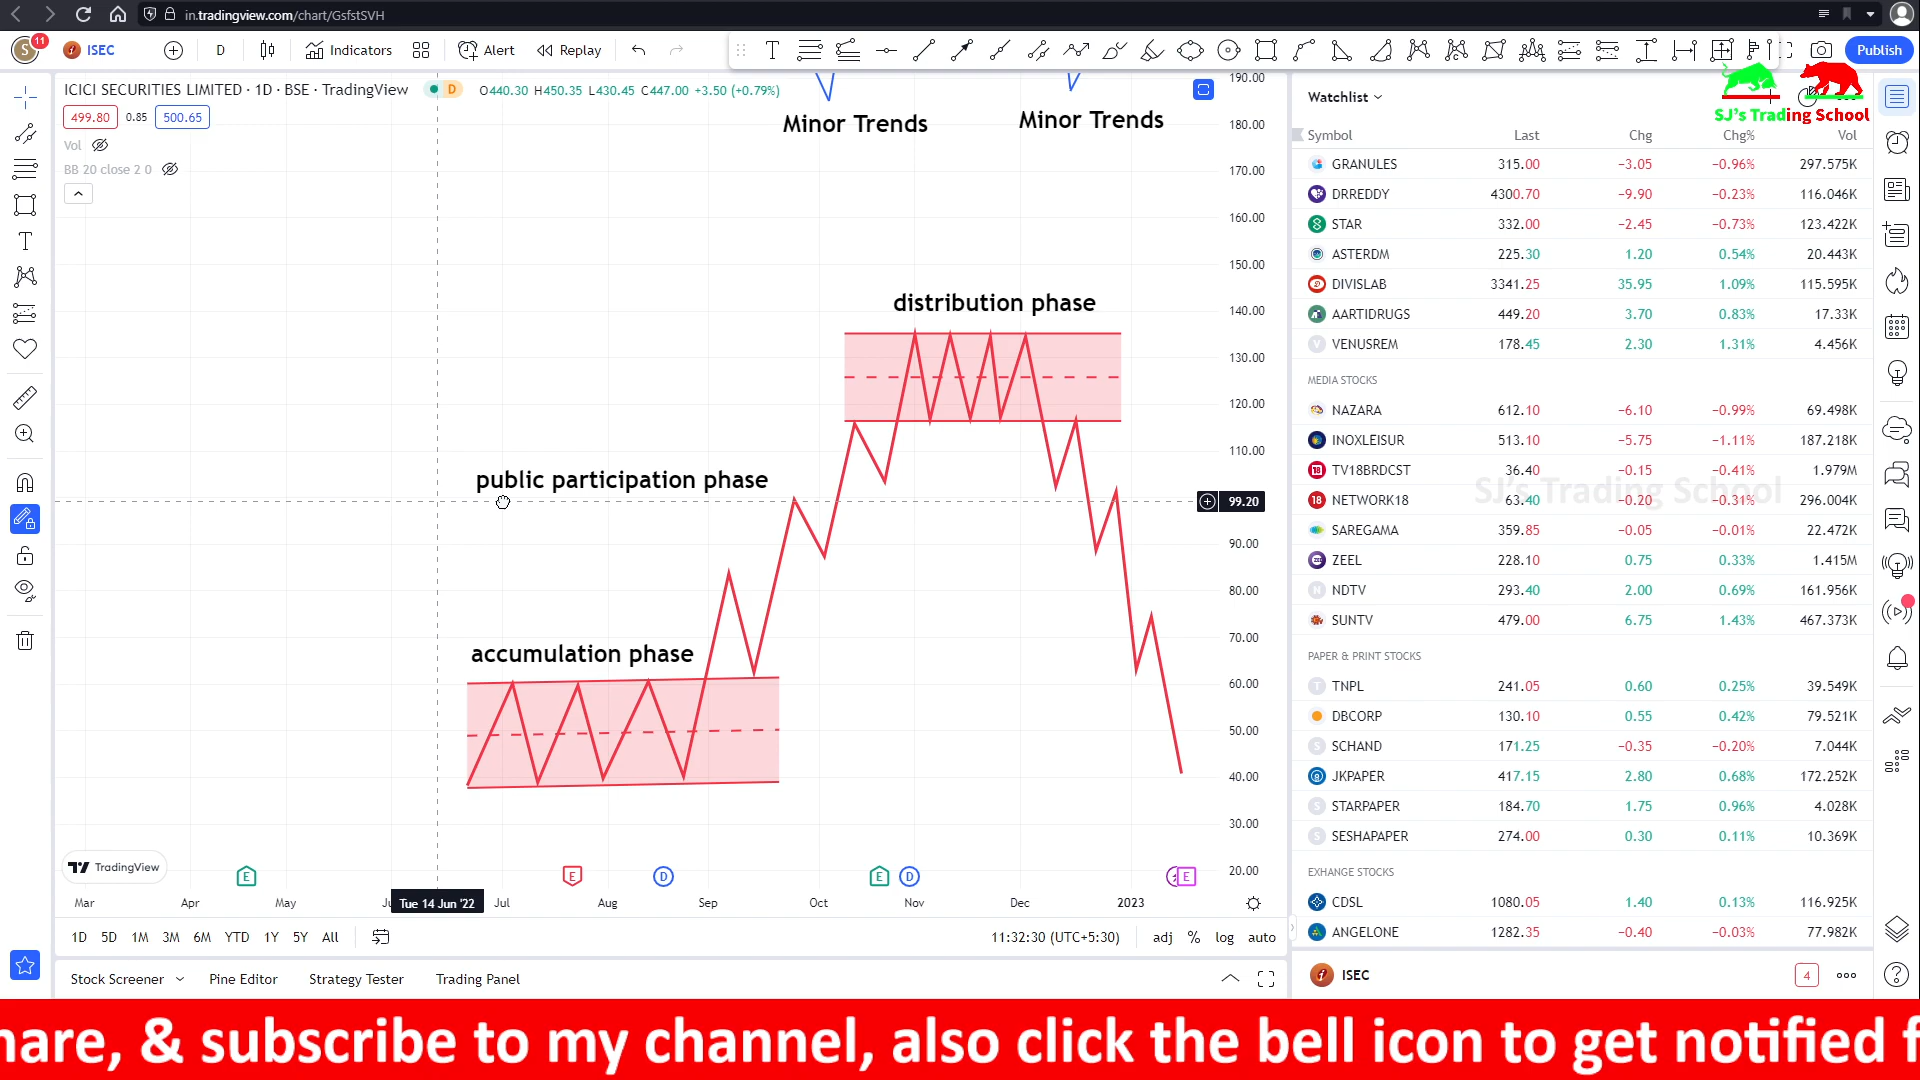 in.tradingview.com/chart/GsfstSVH
S 11 ISEC D Indicators Alert Replay Publish
ICICI SECURITIES LIMITED · 1D · BSE · TradingView D O440.30 H450.35 L430.45 C447.00 +3.50 (+0.79%)
499.80 0.85 500.65
Vol
BB 20 close 2 0
Minor Trends
Minor Trends
distribution phase
public participation phase
accumulation phase
190.00
180.00
170.00
160.00
150.00
140.00
130.00
120.00
110.00
99.20
90.00
80.00
70.00
60.00
50.00
40.00
30.00
20.00
TradingView
E E D E D E
Mar Apr May Tue 14 Jun '22 Jul Aug Sep Oct Nov Dec 2023
1D 5D 1M 3M 6M YTD 1Y 5Y All 11:32:30 (UTC+5:30) adj % log auto
Stock Screener Pine Editor Strategy Tester Trading Panel
Watchlist
SJ's Trading School
Symbol Last Chg Chg% Vol
GRANULES 315.00 −3.05 −0.96% 297.575K
DRREDDY 4300.70 −9.90 −0.23% 116.046K
STAR 332.00 −2.45 −0.73% 123.422K
ASTERDM 225.30 1.20 0.54% 20.443K
DIVISLAB 3341.25 35.95 1.09% 115.595K
AARTIDRUGS 449.20 3.70 0.83% 17.33K
V VENUSREM 178.45 2.30 1.31% 4.456K
MEDIA STOCKS
NAZARA 612.10 −6.10 −0.99% 69.498K
INOXLEISUR 513.10 −5.75 −1.11% 187.218K
18 TV18BRDCST 36.40 −0.15 −0.41% 1.979M
SJ's Trading School
18 NETWORK18 63.40 −0.20 −0.31% 296.004K
SAREGAMA 359.85 −0.05 −0.01% 22.472K
ZEEL 228.10 0.75 0.33% 1.415M
N NDTV 293.40 2.00 0.69% 161.956K
SUNTV 479.00 6.75 1.43% 467.373K
PAPER & PRINT STOCKS
T TNPL 241.05 0.60 0.25% 39.549K
DBCORP 130.10 0.55 0.42% 79.521K
S SCHAND 171.25 −0.35 −0.20% 7.044K
JKPAPER 417.15 2.80 0.68% 172.252K
S STARPAPER 184.70 1.75 0.96% 4.028K
S SESHAPAPER 274.00 0.30 0.11% 10.369K
EXHANGE STOCKS
CDSL 1080.05 1.40 0.13% 116.925K
ANGELONE 1282.35 −0.40 −0.03% 77.982K
ISEC 4
hare, & subscribe to my channel, also click the bell icon to get notified f